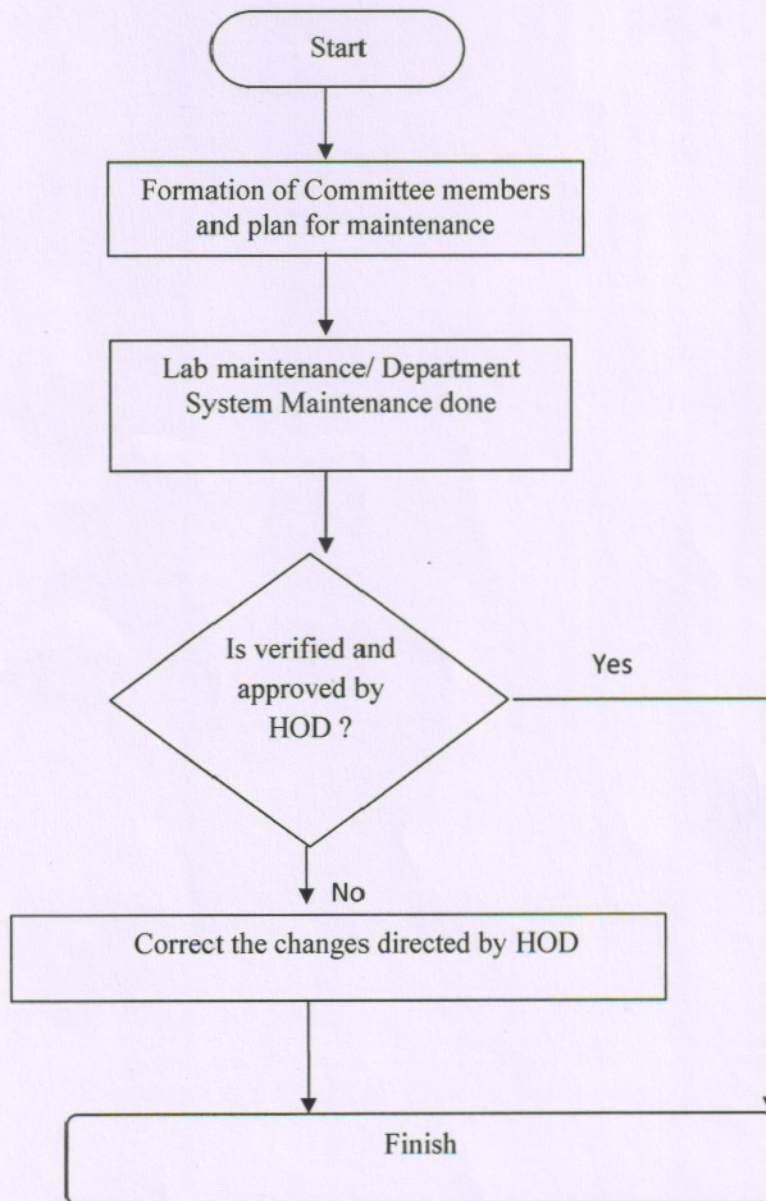 Start
Formation of Committee members
and plan for maintenance
Lab maintenance/ Department
System Maintenance done
Is verified and
approved by
HOD ?
Yes
No
Correct the changes directed by HOD
Finish